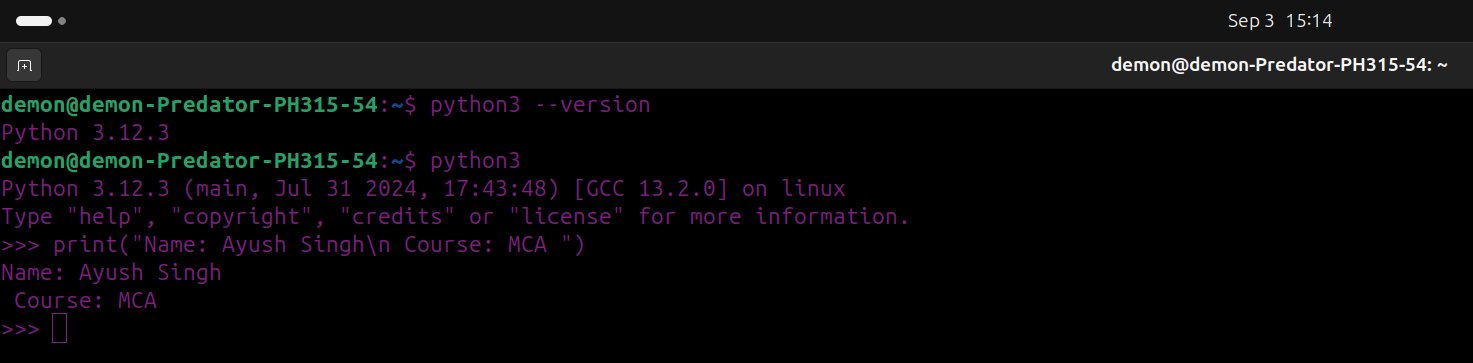 Sep 3 15:14
demon@demon-Predator-PH315-54: ~
demon@demon-Predator-PH315-54:~$ python3 --version
Python 3.12.3
demon@demon-Predator-PH315-54:~$ python3
Python 3.12.3 (main, Jul 31 2024, 17:43:48) [GCC 13.2.0] on linux
Type "help", "copyright", "credits" or "license" for more information.
>>> print("Name: Ayush Singh\n Course: MCA ")
Name: Ayush Singh
 Course: MCA
>>>